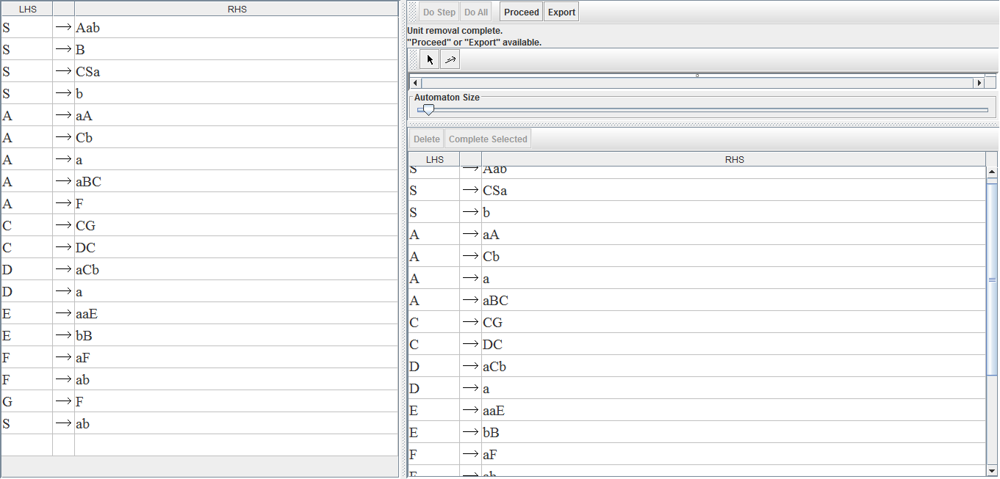 LHS RHS
S → Aab
S → B
S → CSa
S → b
A → aA
A → Cb
A → a
A → aBC
A → F
C → CG
C → DC
D → aCb
D → a
E → aaE
E → bB
F → aF
F → ab
G → F
S → ab
Do Step Do All Proceed Export
Unit removal complete.
"Proceed" or "Export" available.
Automaton Size
Delete Complete Selected
LHS RHS
S → Aab
S → CSa
S → b
A → aA
A → Cb
A → a
A → aBC
C → CG
C → DC
D → aCb
D → a
E → aaE
E → bB
F → aF
F → ab